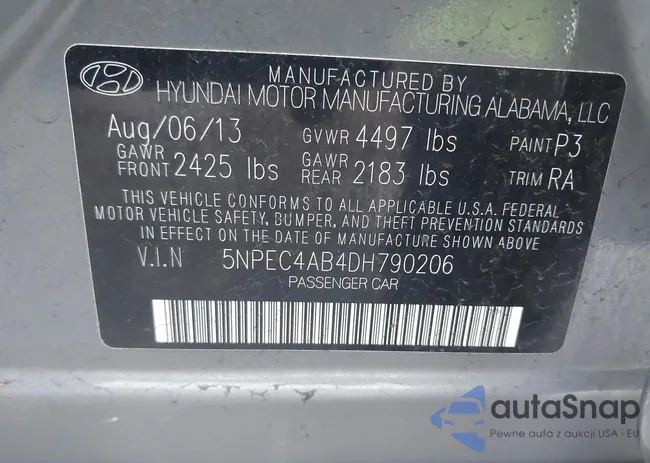 MANUFACTURED BY
HYUNDAI MOTOR MANUFACTURING ALABAMA, LLC
Aug/06/13 GVWR 4497 lbs PAINT P3
GAWR FRONT 2425 lbs GAWR REAR 2183 lbs TRIM RA
THIS VEHICLE CONFORMS TO ALL APPLICABLE U.S.A. FEDERAL
MOTOR VEHICLE SAFETY, BUMPER, AND THEFT PREVENTION STANDARDS
IN EFFECT ON THE DATE OF MANUFACTURE SHOWN ABOVE.
V.I.N 5NPEC4AB4DH790206
PASSENGER CAR
autoSnap
Pewne auta z aukcji USA i EU